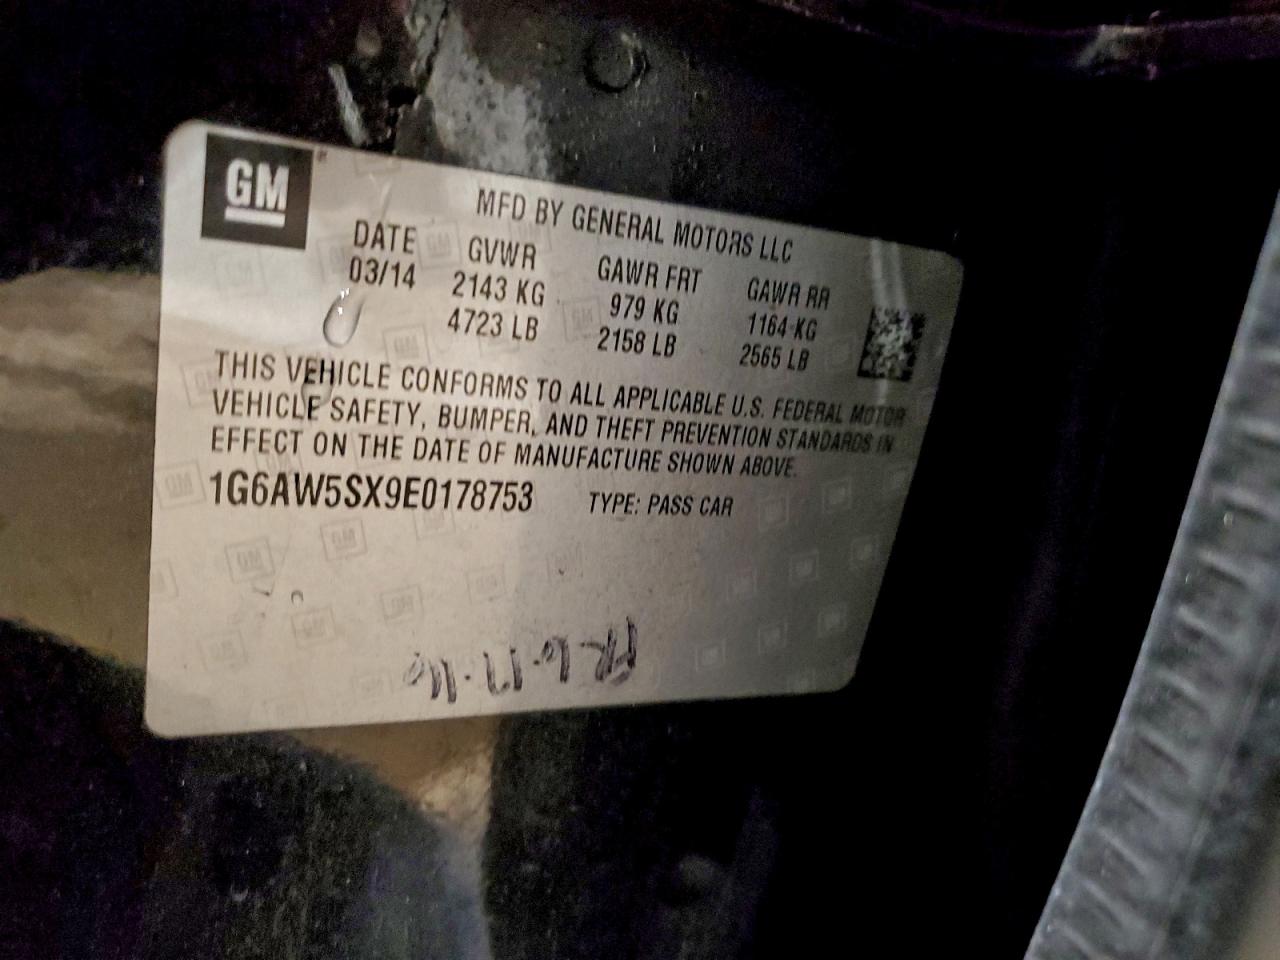 GM
MFD BY GENERAL MOTORS LLC
DATE GVWR GAWR FRT GAWR RR
03/14 2143 KG 979 KG 1164 KG
4723 LB 2158 LB 2565 LB
THIS VEHICLE CONFORMS TO ALL APPLICABLE U.S. FEDERAL MOTOR
VEHICLE SAFETY, BUMPER, AND THEFT PREVENTION STANDARDS IN
EFFECT ON THE DATE OF MANUFACTURE SHOWN ABOVE.
1G6AW5SX9E0178753 TYPE: PASS CAR